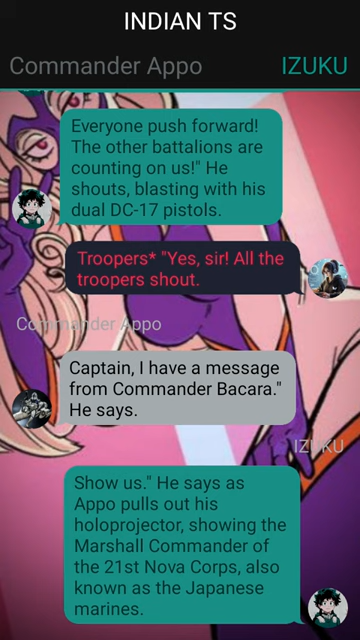 INDIAN TS
Commander Appo IZUKU
Everyone push forward!
The other battalions are
counting on us!" He
shouts, blasting with his
dual DC-17 pistols.
Troopers* "Yes, sir! All the
troopers shout.
Commander Appo
Captain, I have a message
from Commander Bacara."
He says.
IZUKU
Show us." He says as
Appo pulls out his
holoprojector, showing the
Marshall Commander of
the 21st Nova Corps, also
known as the Japanese
marines.